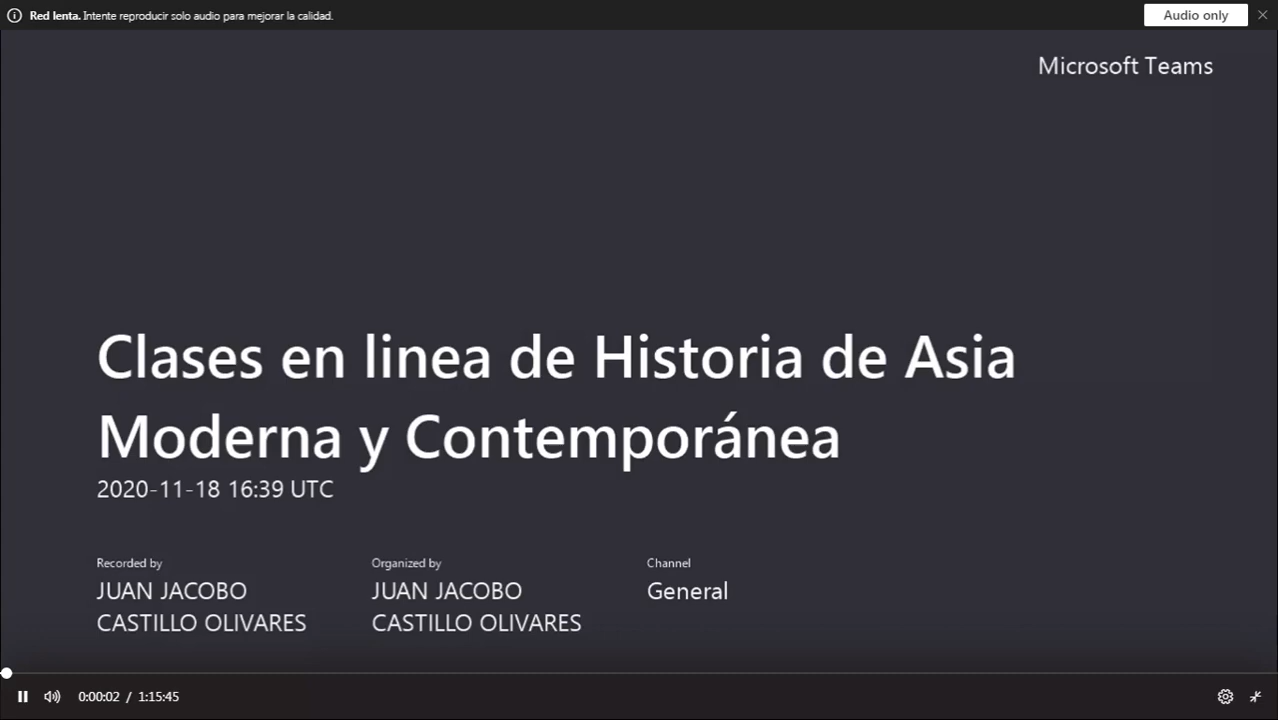 Red lenta. Intente reproducir solo audio para mejorar la calidad.
Audio only
Microsoft Teams
Clases en linea de Historia de Asia
Moderna y Contemporánea
2020-11-18 16:39 UTC
Recorded by
JUAN JACOBO
CASTILLO OLIVARES
Organized by
JUAN JACOBO
CASTILLO OLIVARES
Channel
General
0:00:02 / 1:15:45